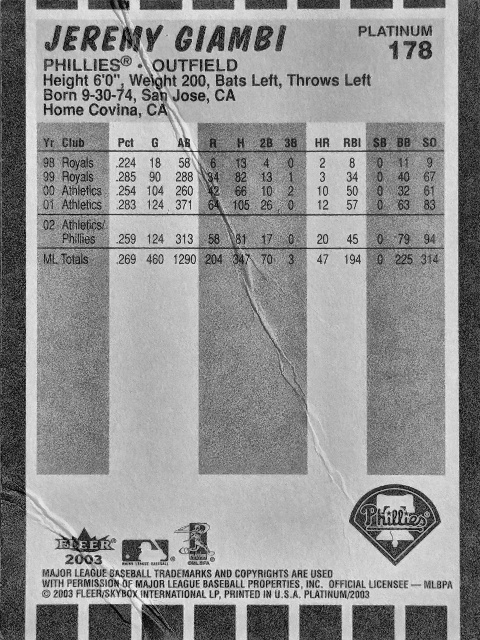 JEREMY GIAMBI
PLATINUM
178
PHILLIES® • OUTFIELD
Height 6'0", Weight 200, Bats Left, Throws Left
Born 9-30-74, San Jose, CA
Home Covina, CA
Yr Club Pct G AB R H 2B 3B HR RBI SB BB SO
98 Royals .224 18 58 6 13 4 0 2 8 0 11 9
99 Royals .285 90 288 34 82 13 1 3 34 0 40 67
00 Athletics .254 104 260 42 66 10 2 10 50 0 32 61
01 Athletics .283 124 371 64 105 26 0 12 57 0 63 83
02 Athletics/
Phillies .259 124 313 58 81 17 0 20 45 0 79 94
ML Totals .269 460 1290 204 347 70 3 47 194 0 225 314
Phillies
FLEER
2003
MAJOR LEAGUE BASEBALL TRADEMARKS AND COPYRIGHTS ARE USED
WITH PERMISSION OF MAJOR LEAGUE BASEBALL PROPERTIES, INC. OFFICIAL LICENSEE — MLBPA
© 2003 FLEER/SKYBOX INTERNATIONAL LP, PRINTED IN U.S.A. PLATINUM/2003